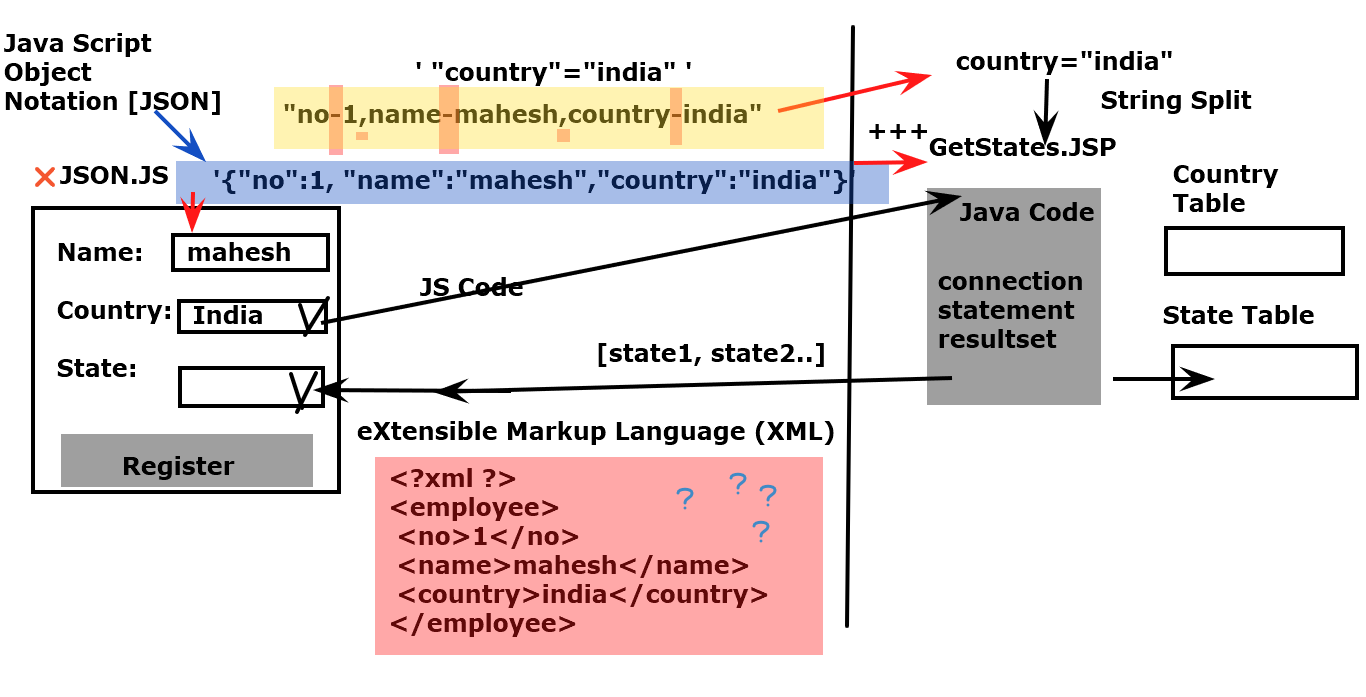 Java Script
Object
Notation [JSON]
' "country"="india" '
"no-1,name-mahesh,country-india"
country="india"
String Split
+++
GetStates.JSP
JSON.JS
'{"no":1, "name":"mahesh","country":"india"}'
Name:
mahesh
Country:
India
State:
Register
JS Code
[state1, state2..]
Java Code
connection
statement
resultset
Country
Table
State Table
eXtensible Markup Language (XML)
<?xml ?>
<employee>
<no>1</no>
<name>mahesh</name>
<country>india</country>
</employee>
? ? ?
?